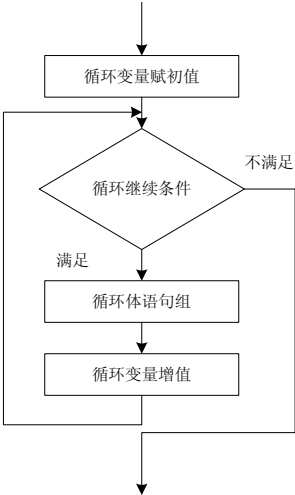 循环变量赋初值
循环继续条件
不满足
满足
循环体语句组
循环变量增值